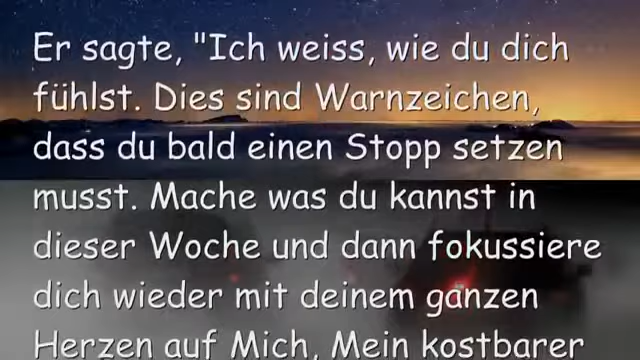 Er sagte, "Ich weiss, wie du dich
fühlst. Dies sind Warnzeichen,
dass du bald einen Stopp setzen
musst. Mache was du kannst in
dieser Woche und dann fokussiere
dich wieder mit deinem ganzen
Herzen auf Mich, Mein kostbarer